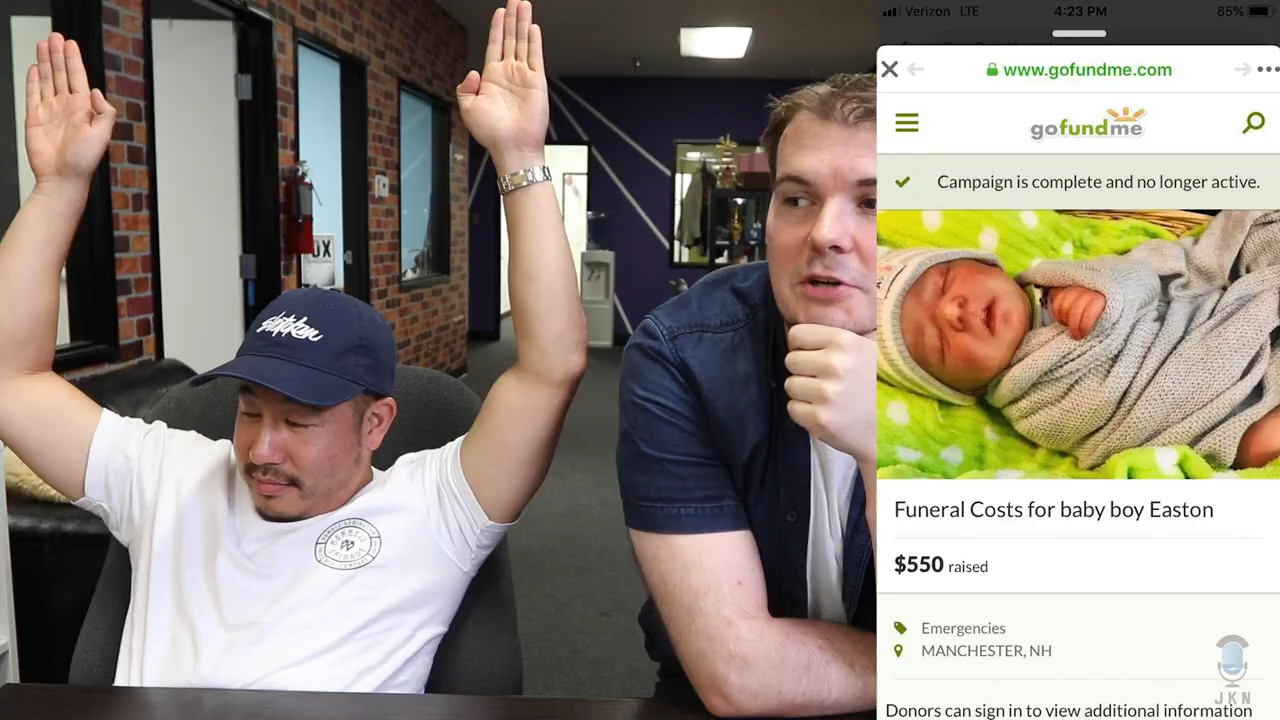 Verizon LTE 4:23 PM 85%
www.gofundme.com
gofundme
Campaign is complete and no longer active.
Funeral Costs for baby boy Easton
$550 raised
Emergencies
MANCHESTER, NH
Donors can sign in to view additional information
JKN